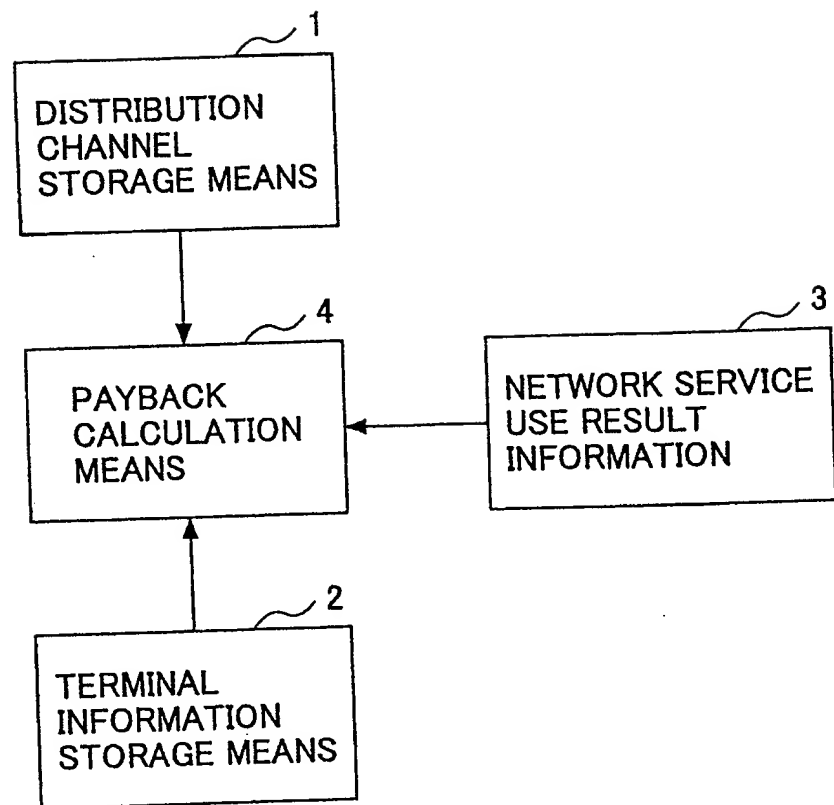 1
DISTRIBUTION
CHANNEL
STORAGE MEANS
4
PAYBACK
CALCULATION
MEANS
3
NETWORK SERVICE
USE RESULT
INFORMATION
2
TERMINAL
INFORMATION
STORAGE MEANS